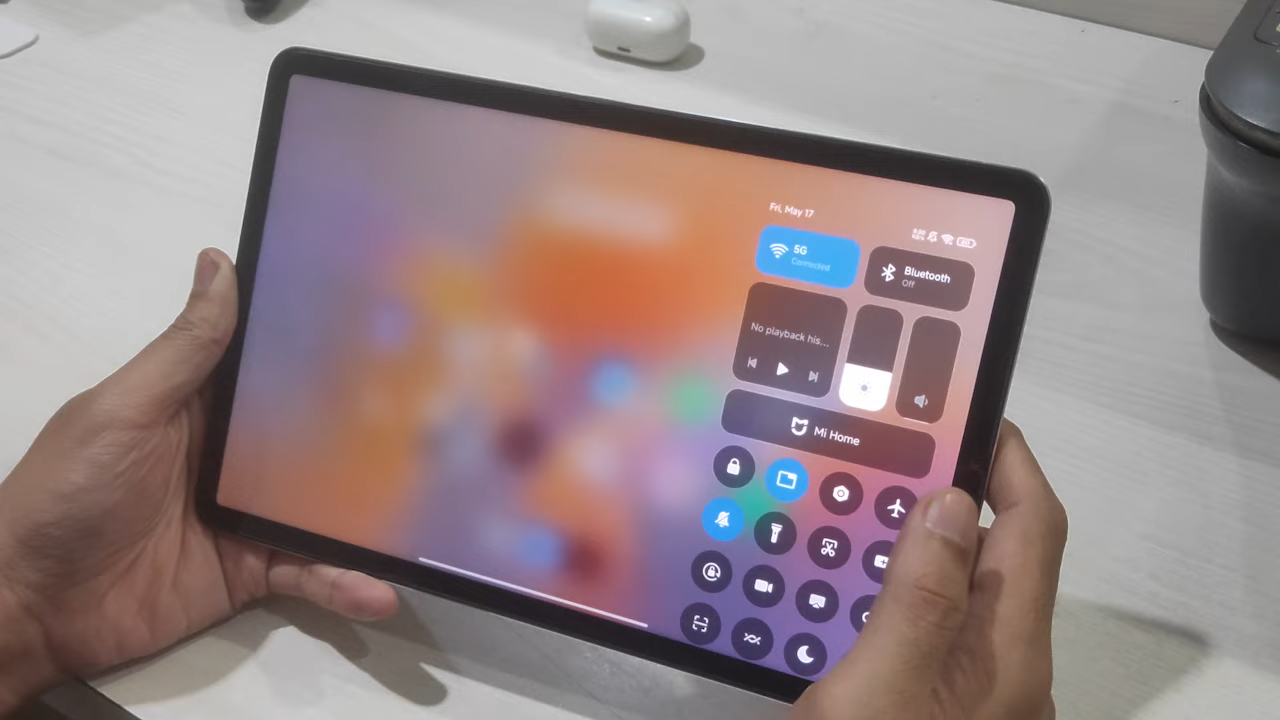 Fri, May 17
5G
Connected
Bluetooth
Off
No playback his...
Mi Home